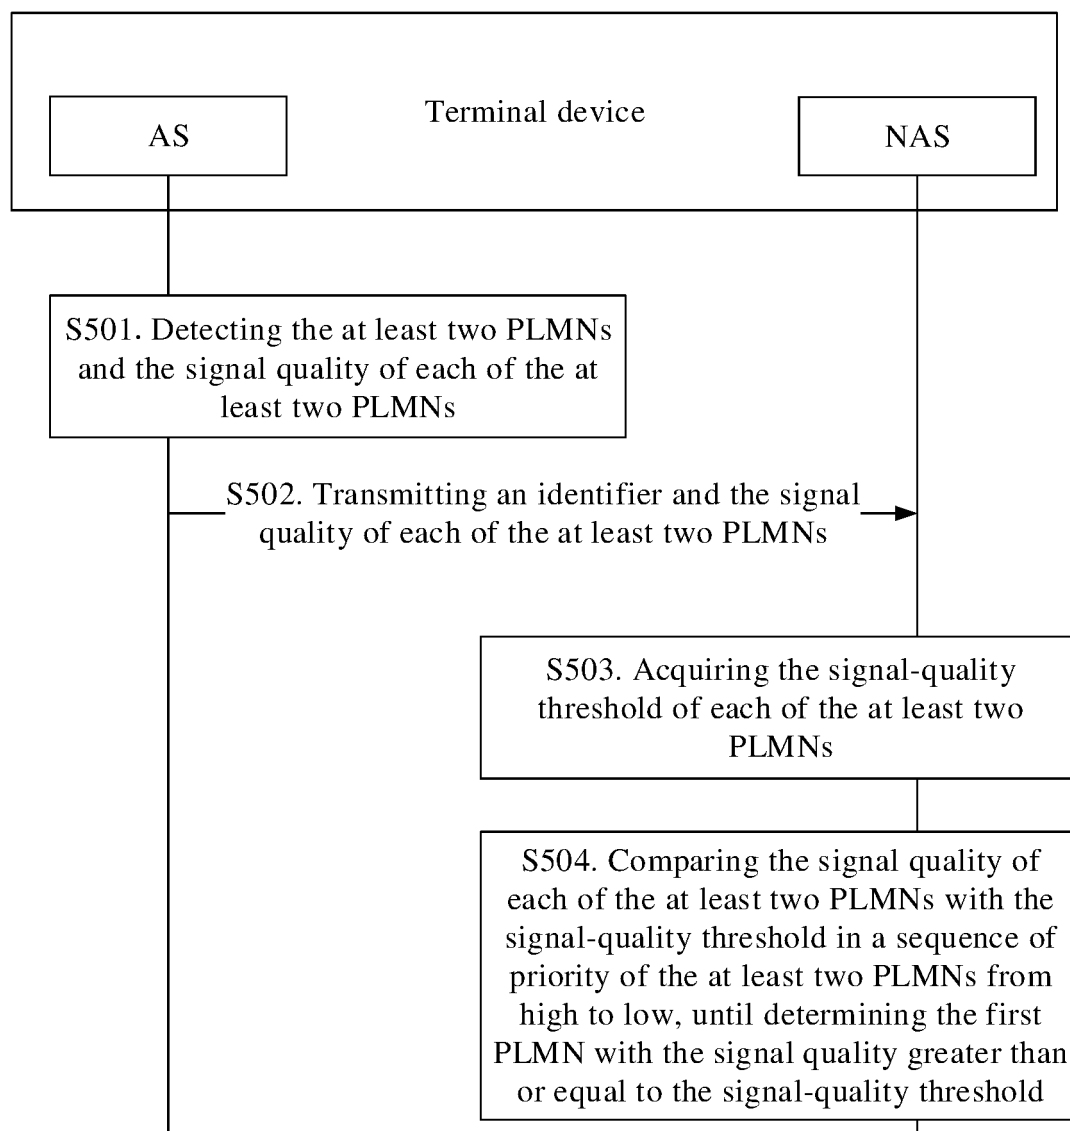 Terminal device
AS
NAS
S501. Detecting the at least two PLMNs
and the signal quality of each of the at
least two PLMNs
S502. Transmitting an identifier and the signal
quality of each of the at least two PLMNs
S503. Acquiring the signal-quality
threshold of each of the at least two
PLMNs
S504. Comparing the signal quality of
each of the at least two PLMNs with the
signal-quality threshold in a sequence of
priority of the at least two PLMNs from
high to low, until determining the first
PLMN with the signal quality greater than
or equal to the signal-quality threshold